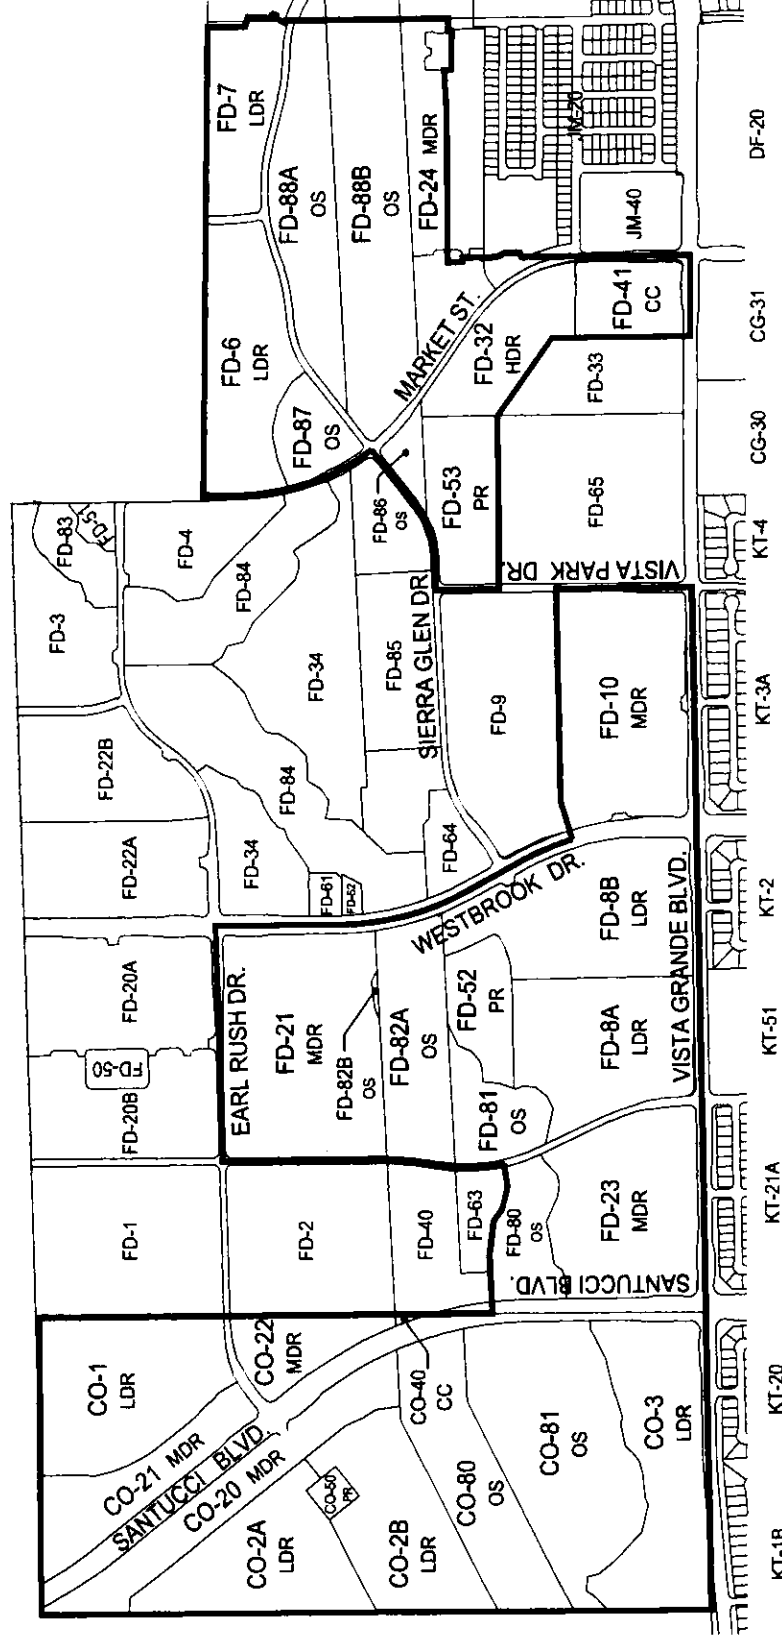 FD-7
LDR
FD-88A
OS
FD-88B
OS
FD-24 MDR
JM-20
DF-20
JM-40
FD-6
LDR
MARKET ST.
FD-41
CC
CG-31
FD-32
HDR
FD-33
FD-87
OS
FD-86
OS
FD-53
PR
FD-65
CG-30
FD-83
FD-51
FD-4
FD-84
FD-3
VISTA PARK DR.
KT-4
SIERRA GLEN DR.
FD-34
FD-85
FD-9
FD-10
MDR
KT-3A
FD-22B
FD-84
FD-22A
FD-34
FD-61
FD-62
FD-64
WESTBROOK DR.
FD-8B
LDR
VISTA GRANDE BLVD.
KT-2
FD-20A
EARL RUSH DR.
FD-21
MDR
FD-82B
OS
FD-82A
OS
FD-52
PR
FD-8A
LDR
KT-51
FD-50
FD-20B
FD-81
OS
FD-1
FD-2
FD-40
FD-63
FD-80
OS
FD-23
MDR
KT-21A
SANTUCCI BLVD.
CO-1
LDR
CO-22
MDR
CO-40
CC
CO-21 MDR
SANTUCCI BLVD.
CO-20 MDR
CO-81
OS
CO-3
LDR
KT-20
CO-50
PR
CO-80
OS
CO-2A
LDR
CO-2B
LDR
KT-1B